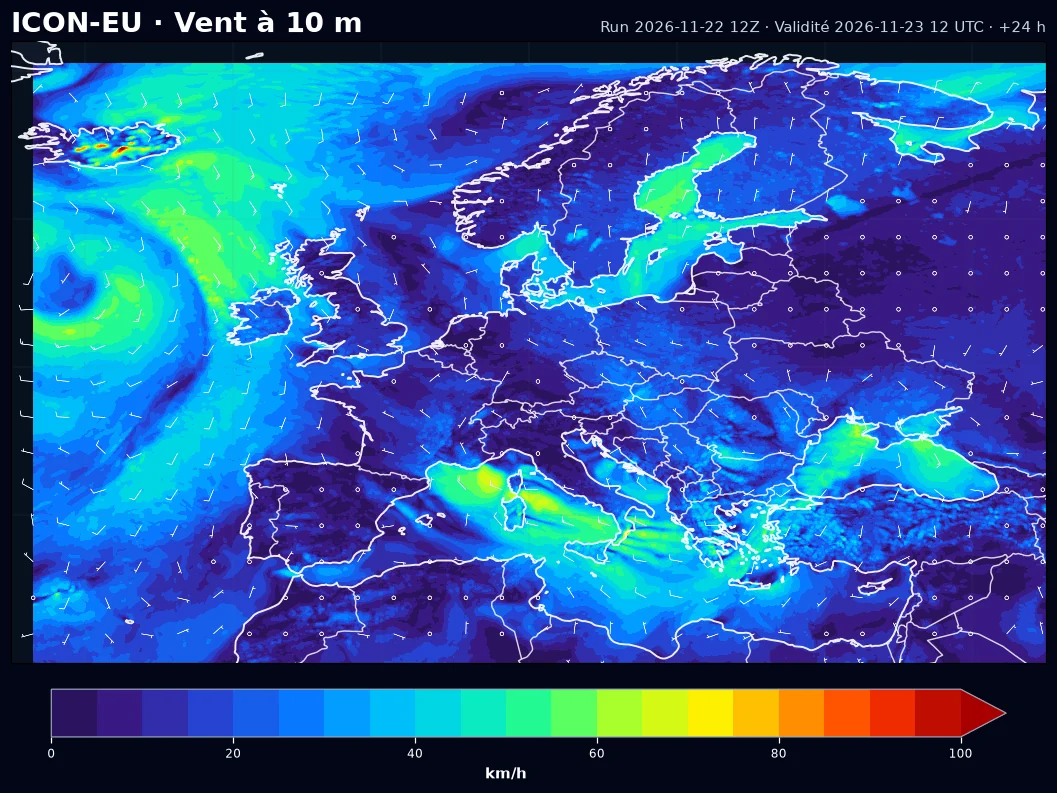 ICON-EU · Vent à 10 m
Run 2026-11-22 12Z · Validité 2026-11-23 12 UTC · +24 h
0 20 40 60 80 100
km/h